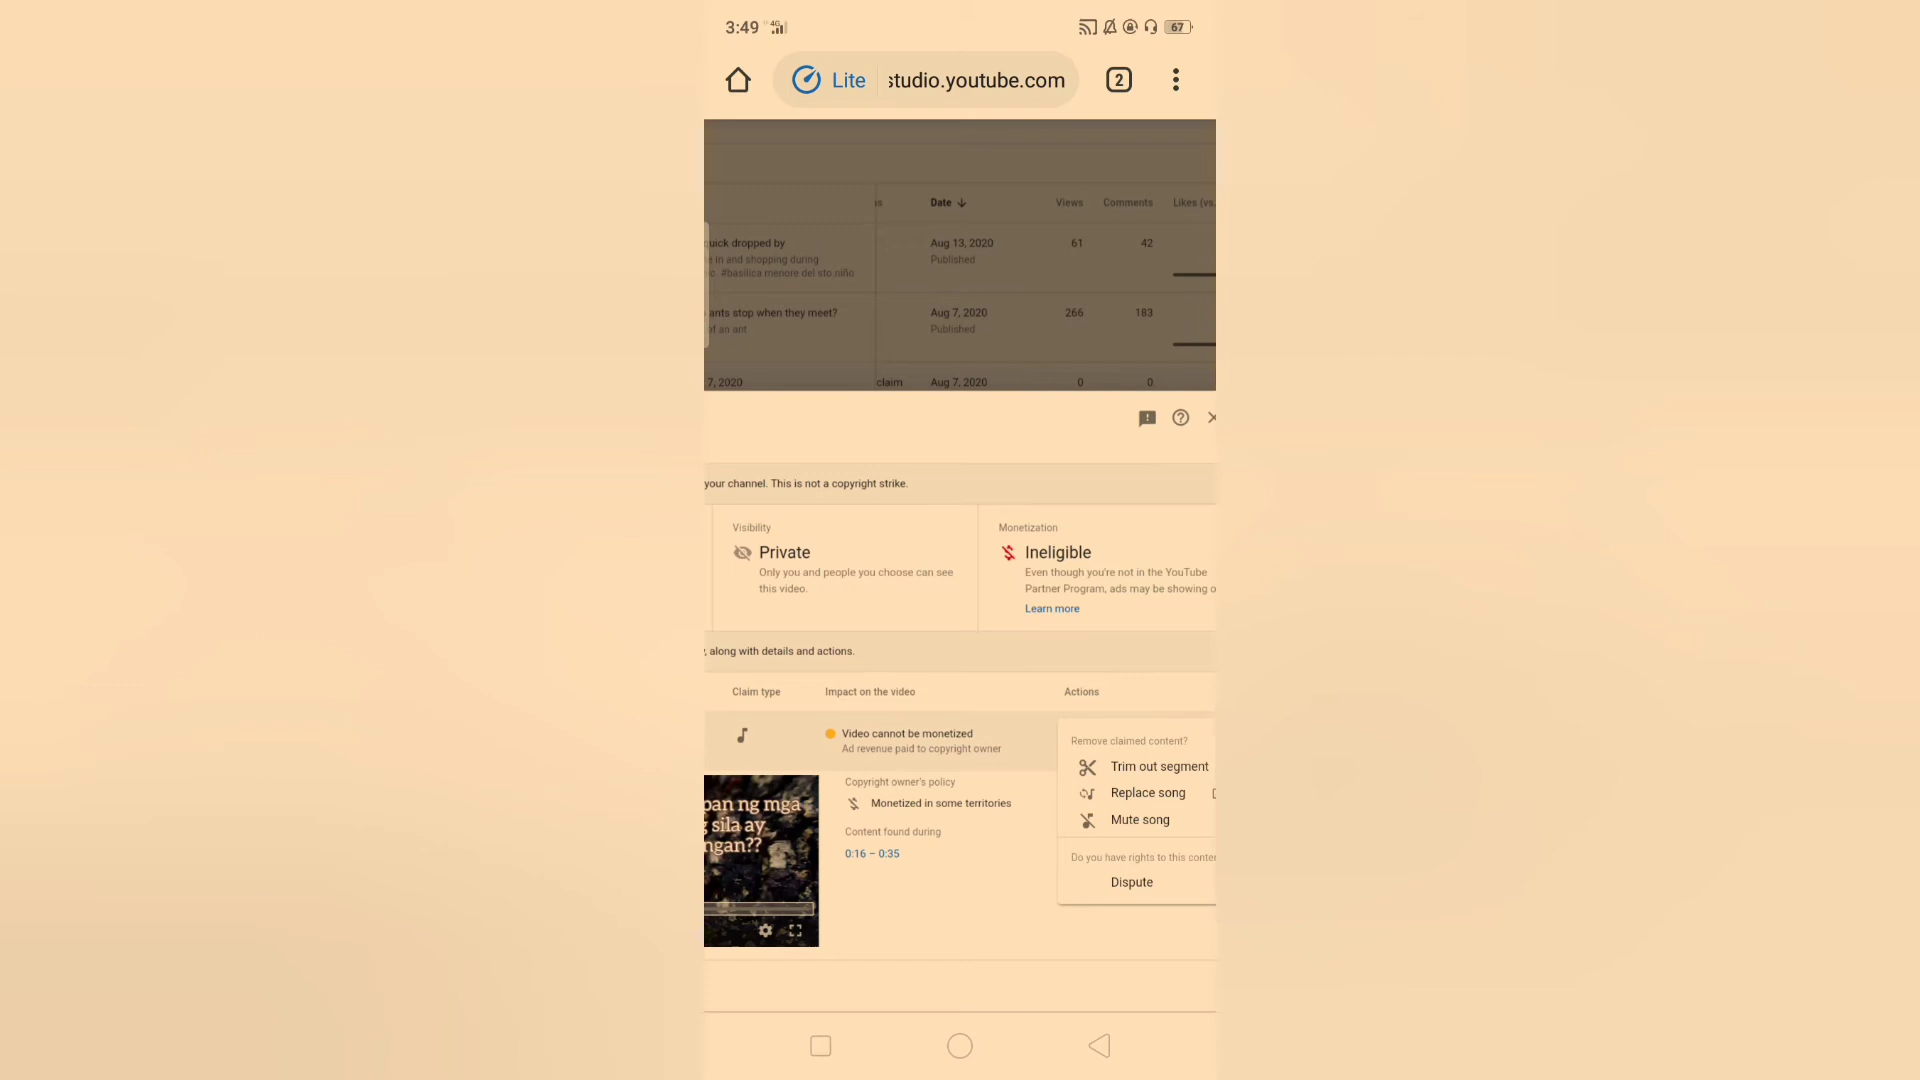 3:49 4G 67
Lite studio.youtube.com 2
Date Views Comments Likes (vs.
quick dropped by Aug 13, 2020 61 42
in and shopping during Published
#basilica menore del sto.niño
ants stop when they meet? Aug 7, 2020 266 183
of an ant Published
7, 2020 claim Aug 7, 2020 0 0
your channel. This is not a copyright strike.
Visibility Monetization
Private Ineligible
Only you and people you choose can see Even though you're not in the YouTube
this video. Partner Program, ads may be showing
Learn more
, along with details and actions.
Claim type Impact on the video Actions
Video cannot be monetized
Ad revenue paid to copyright owner
Remove claimed content?
Trim out segment
Replace song
Mute song
Copyright owner's policy
Monetized in some territories
Content found during
0:16 – 0:35
Do you have rights to this conte
Dispute
pan ng mga
sila ay
ngan??